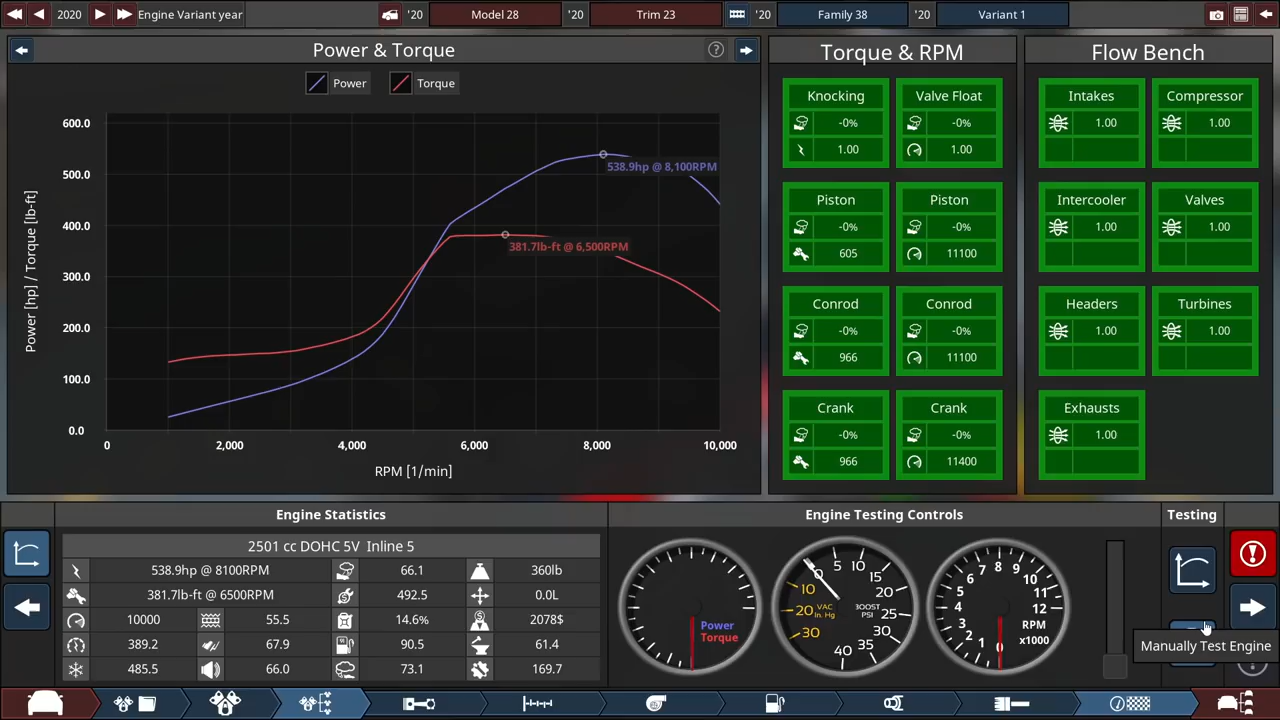 2020 Engine Variant year '20 Model 28 '20 Trim 23 '20 Family 38 '20 Variant 1
Power & Torque
?
Power Torque
600.0
500.0
400.0
300.0
200.0
100.0
0.0
Power [hp] / Torque [lb-ft]
538.9hp @ 8,100RPM
381.7lb-ft @ 6,500RPM
0 2,000 4,000 6,000 8,000 10,000
RPM [1/min]
Torque & RPM
Knocking Valve Float
-0% -0%
1.00 1.00
Piston Piston
-0% -0%
605 11100
Conrod Conrod
-0% -0%
966 11100
Crank Crank
-0% -0%
966 11400
Flow Bench
Intakes Compressor
1.00 1.00
Intercooler Valves
1.00 1.00
Headers Turbines
1.00 1.00
Exhausts
1.00
Engine Statistics
2501 cc DOHC 5V Inline 5
538.9hp @ 8100RPM 66.1 360lb
381.7lb-ft @ 6500RPM 492.5 0.0L
10000 55.5 14.6% 2078$
389.2 67.9 90.5 61.4
485.5 66.0 73.1 169.7
Engine Testing Controls
Power
Torque
0 5 10 15 20 25 30 35 40
10 20 30
VAC
in. Hg
BOOST
PSI
0 1 2 3 4 5 6 7 8 9 10 11 12
RPM
x1000
Testing
Manually Test Engine